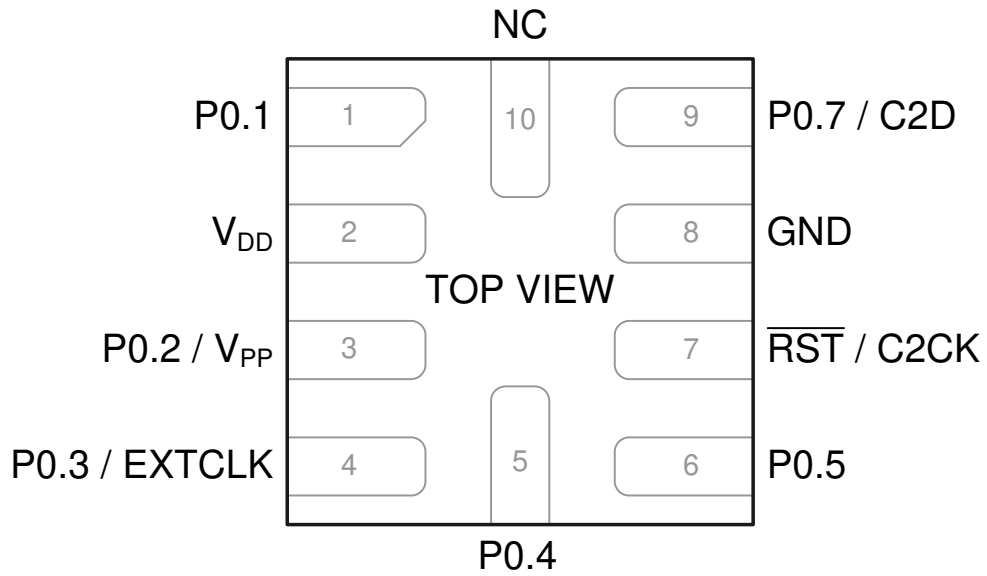 NC
P0.1 1 10 9 P0.7 / C2D
V_DD 2 8 GND
TOP VIEW
P0.2 / V_PP 3 7 R̅S̅T̅ / C2CK
P0.3 / EXTCLK 4 5 6 P0.5
P0.4